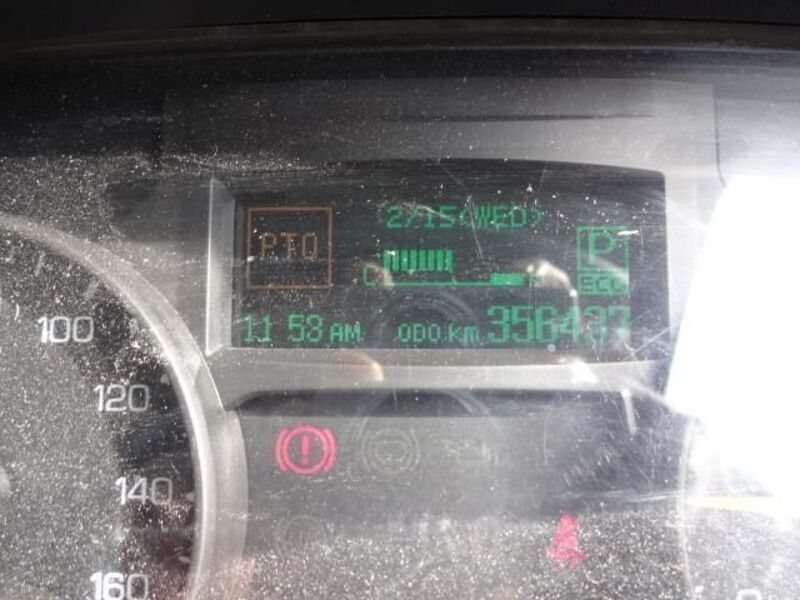 2/15(WED)
PTO
P
ECO
11 53 AM ODO km 356437
100
120
140
160